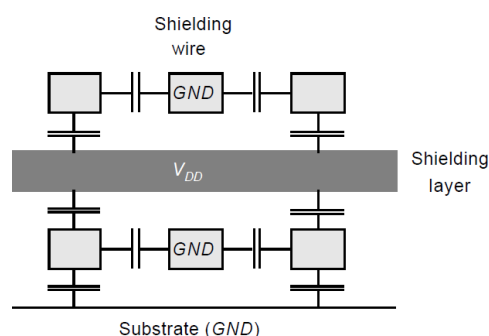 Shielding
wire
GND
V_DD
Shielding
layer
GND
Substrate (GND)